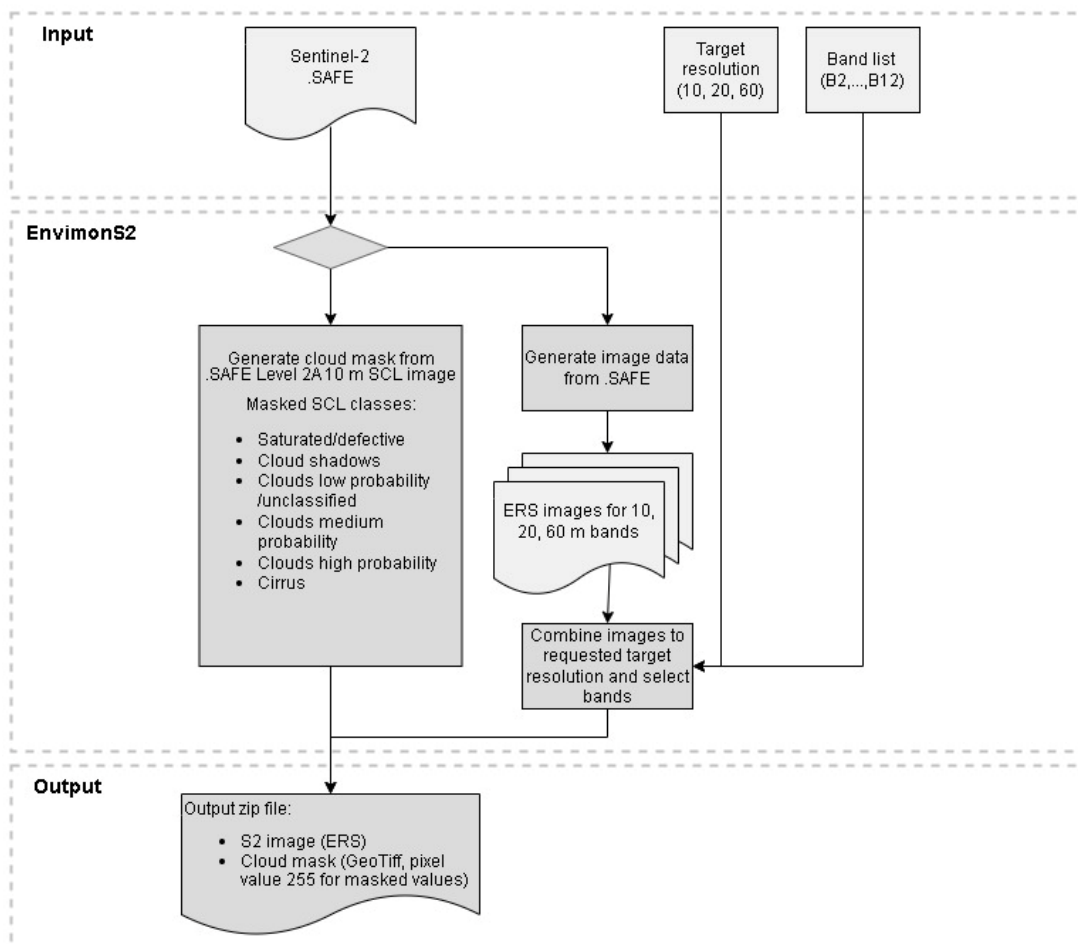 Input
Sentinel-2
.SAFE
Target
resolution
(10, 20, 60)
Band list
(B2,...,B12)
EnvimonS2
Generate cloud mask from
.SAFE Level 2A 10 m SCL image
Masked SCL classes:
• Saturated/defective
• Cloud shadows
• Clouds low probability
/unclassified
• Clouds medium
probability
• Clouds high probability
• Cirrus
Generate image data
from .SAFE
ERS images for 10,
20, 60 m bands
Combine images to
requested target
resolution and select
bands
Output
Output zip file:
• S2 image (ERS)
• Cloud mask (GeoTiff, pixel
value 255 for masked values)